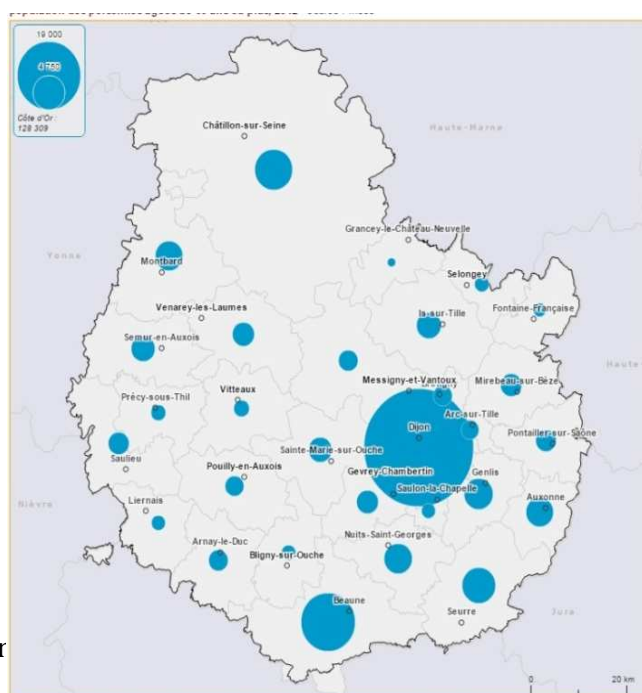 19 000
4 750
Côte d'Or :
128 309
Châtillon-sur-Seine
Haute-Marne
Grancey-le-Château-Neuvelle
Yonne
Montbard
Selongey
Venarey-les-Laumes
Is-sur-Tille
Fontaine-Française
Semur-en-Auxois
Haute-
Messigny-et-Vantoux
Mirebeau-sur-Bèze
Précy-sous-Thil
Vitteaux
Arc-sur-Tille
Dijon
Pontailler-sur-Saône
Sainte-Marie-sur-Ouche
Saulieu
Pouilly-en-Auxois
Gevrey-Chambertin
Genlis
Saulon-la-Chapelle
Nièvre
Liernais
Auxonne
Nuits-Saint-Georges
Arnay-le-Duc
Bligny-sur-Ouche
Beaune
Seurre
Jura
0 20 km